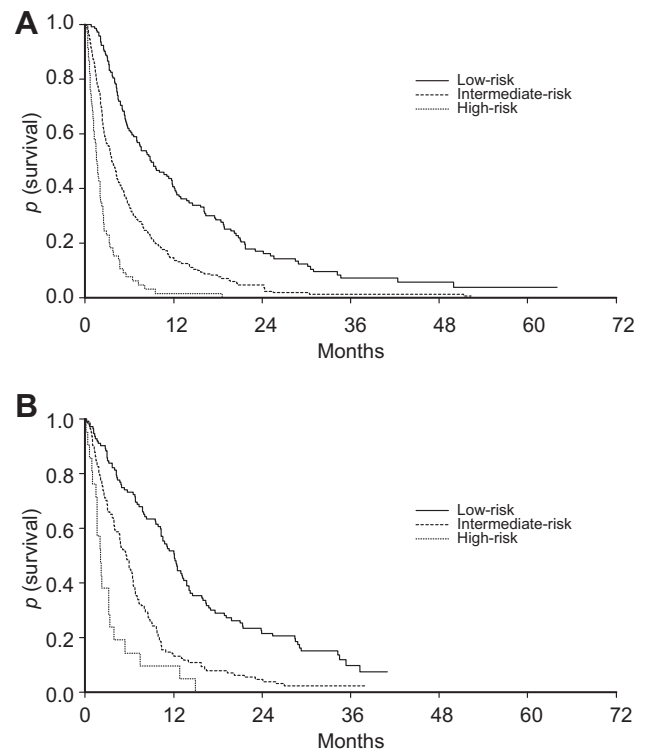 A
1.0
0.8
0.6
0.4
0.2
0.0
p (survival)
Low-risk
Intermediate-risk
High-risk
0 12 24 36 48 60 72
Months
B
1.0
0.8
0.6
0.4
0.2
0.0
p (survival)
Low-risk
Intermediate-risk
High-risk
0 12 24 36 48 60 72
Months